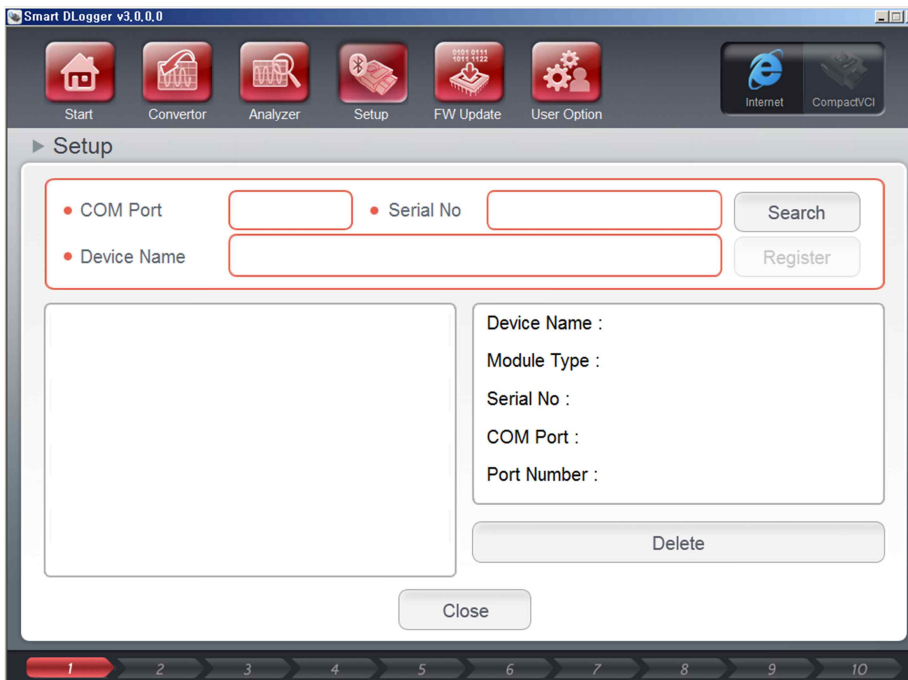 Smart DLogger v3,0,0,0
0101 0111
1011 1122
Start Convertor Analyzer Setup FW Update User Option Internet CompactVCI
Setup
COM Port Serial No Search
Device Name Register
Device Name :
Module Type :
Serial No :
COM Port :
Port Number :
Delete
Close
1 2 3 4 5 6 7 8 9 10